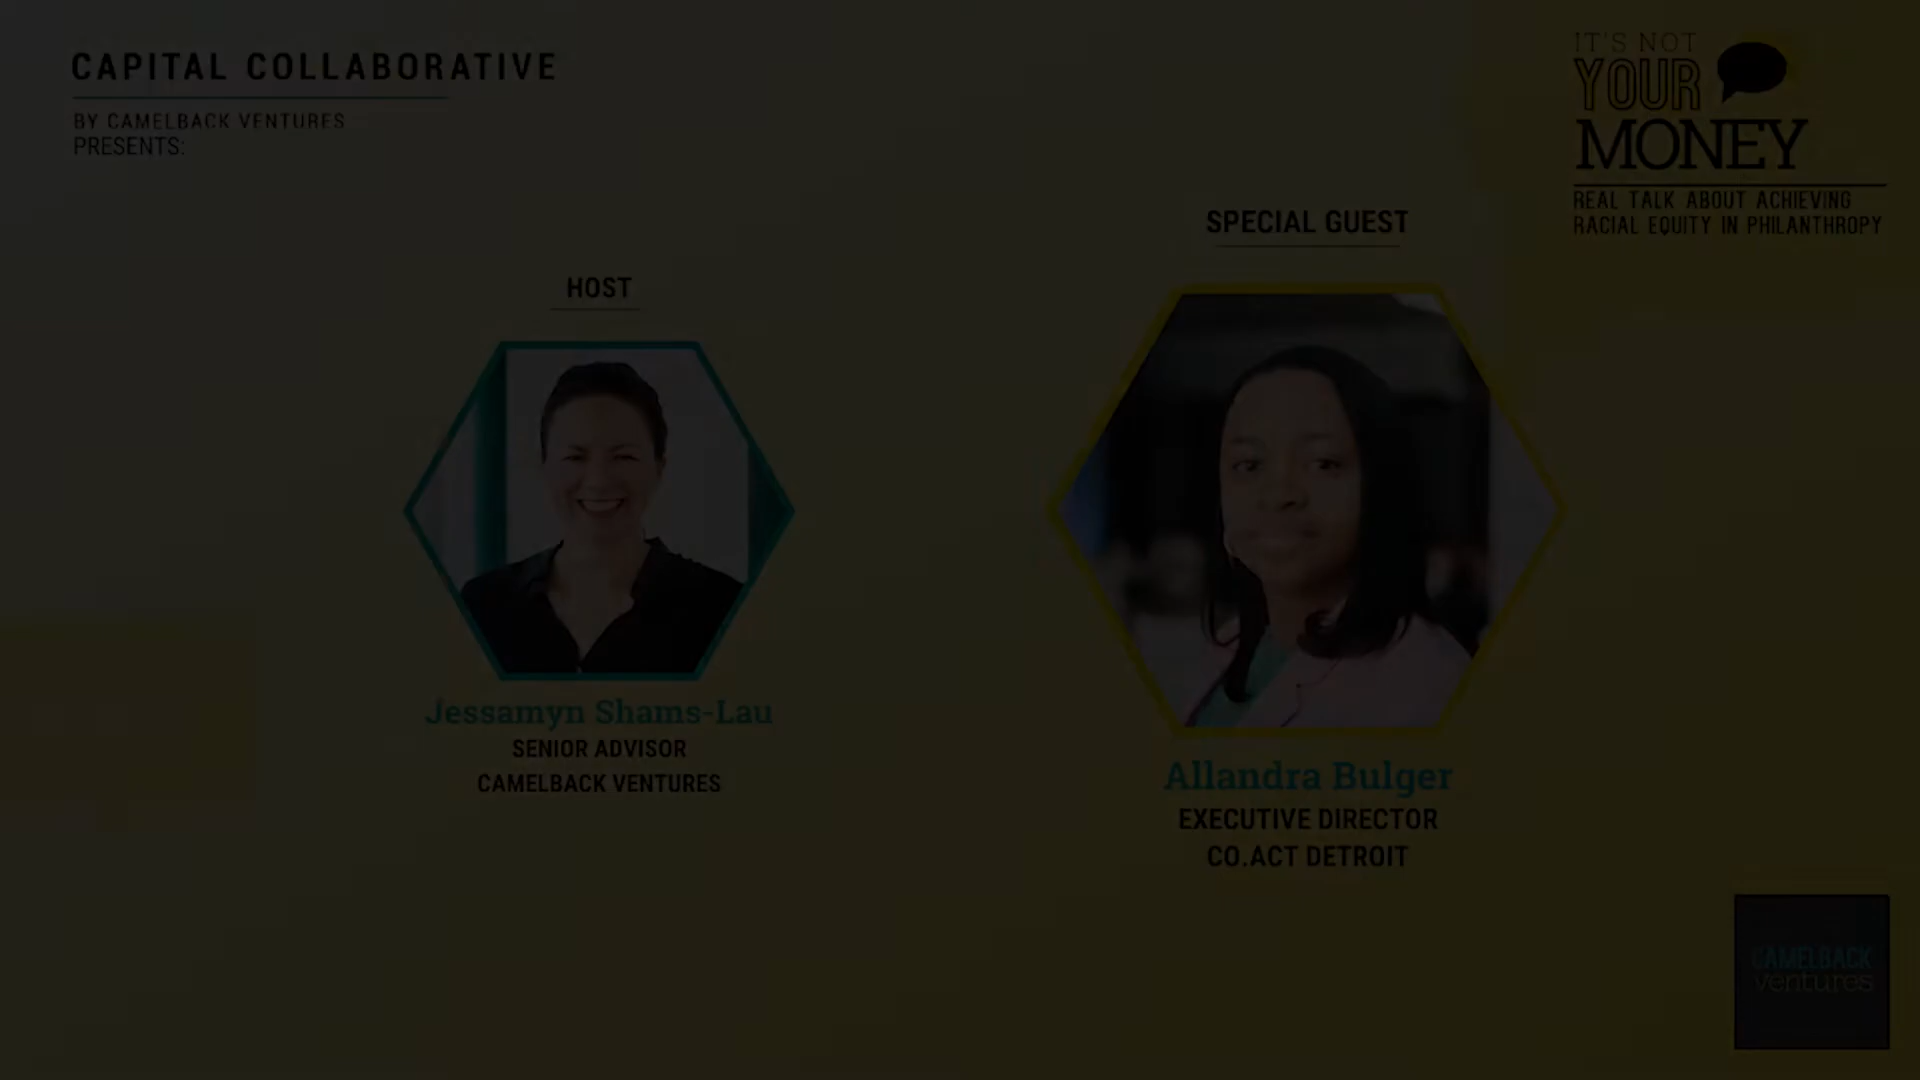 CAPITAL COLLABORATIVE
BY CAMELBACK VENTURES
PRESENTS:
IT'S NOT
YOUR
MONEY
REAL TALK ABOUT ACHIEVING
RACIAL EQUITY IN PHILANTHROPY
HOST
Jessamyn Shams-Lau
SENIOR ADVISOR
CAMELBACK VENTURES
SPECIAL GUEST
Allandra Bulger
EXECUTIVE DIRECTOR
CO.ACT DETROIT
CAMELBACK
ventures